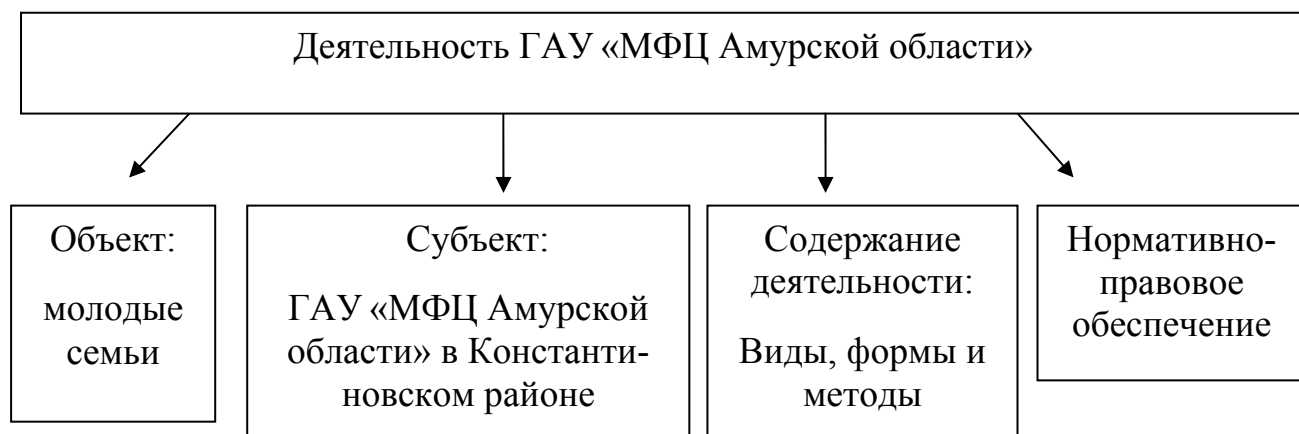 Деятельность ГАУ «МФЦ Амурской области»
Объект:
молодые
семьи
Субъект:
ГАУ «МФЦ Амурской
области» в Константи-
новском районе
Содержание
деятельности:
Виды, формы и
методы
Нормативно-
правовое
обеспечение